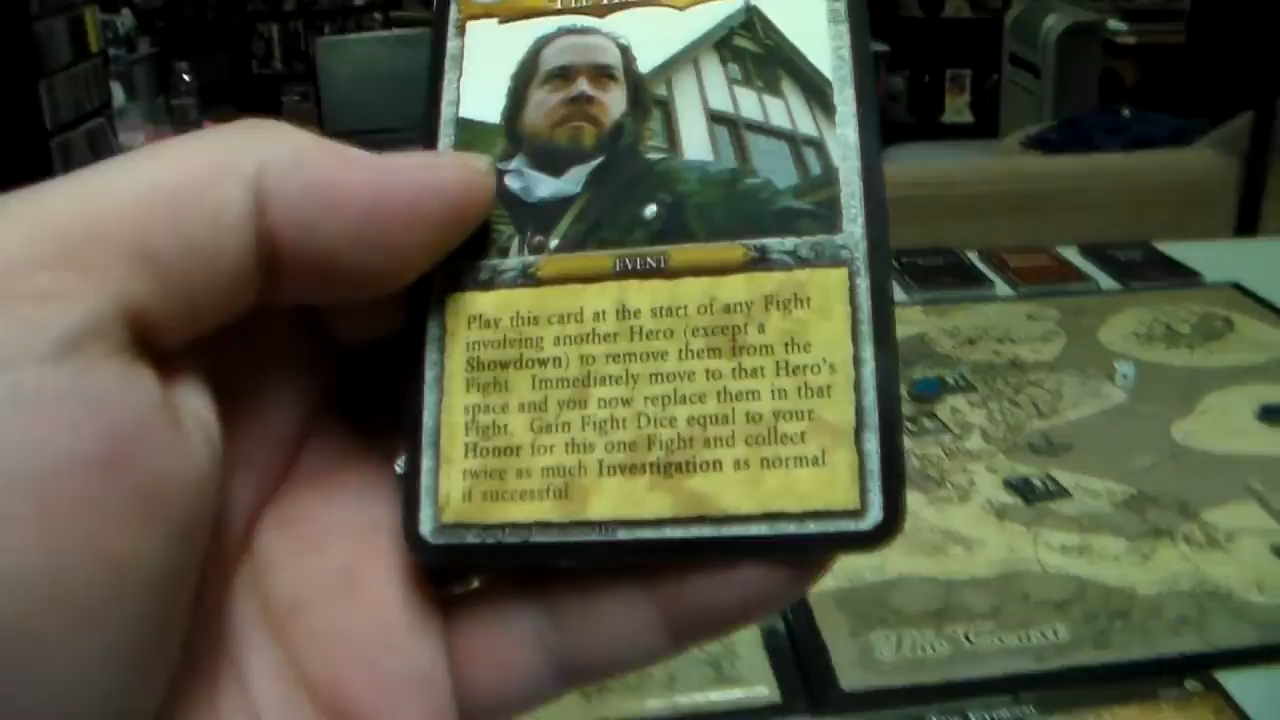 EVENT
Play this card at the start of any Fight
involving another Hero (except a
Showdown) to remove them from the
Fight. Immediately move to that Hero's
space and you now replace them in that
Fight. Gain Fight Dice equal to your
Honor for this one Fight and collect
twice as much Investigation as normal
if successful